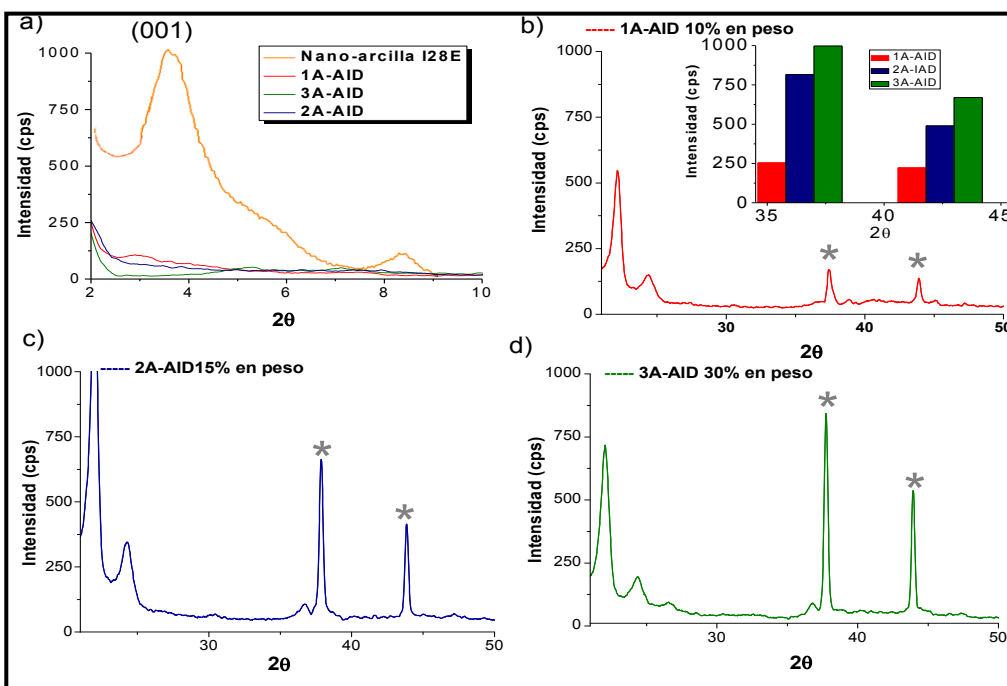 a)
(001)
1000
750
500
250
0
Intensidad (cps)
Nano-arcilla I28E
1A-AID
3A-AID
2A-AID
2 4 6 8 10
2θ
b)
1A-AID 10% en peso
1000
750
500
250
0
Intensidad (cps)
1000
750
500
250
0
Intensidad (cps)
1A-AID
2A-IAD
3A-AID
35 40 45
2θ
*
*
30 40 50
2θ
c)
2A-AID15% en peso
1000
750
500
250
0
Intensidad (cps)
*
*
30 40 50
2θ
d)
3A-AID 30% en peso
1000
750
500
250
0
Intensidad (cps)
*
*
30 40 50
2θ